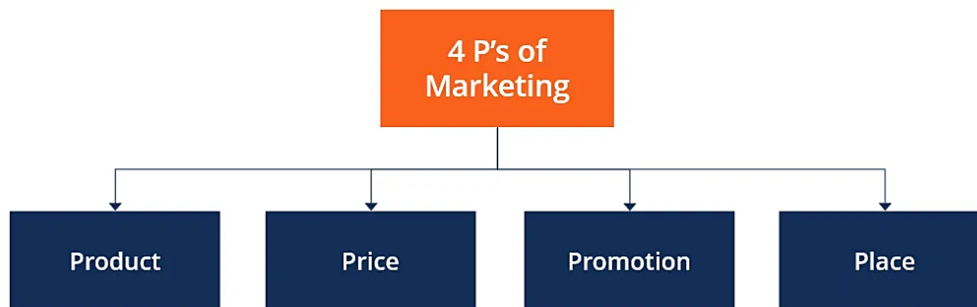 4 P’s of
Marketing
Product
Price
Promotion
Place